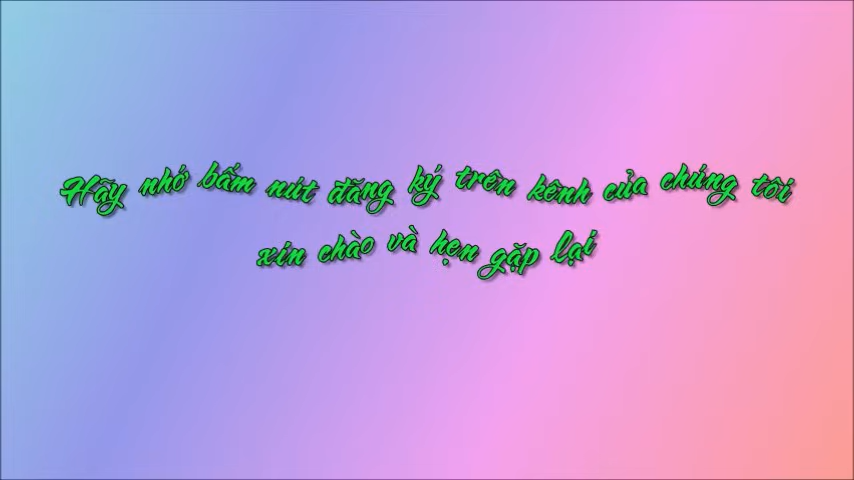 Hãy nhớ bấm nút đăng ký trên kênh của chúng tôi
xin chào và hẹn gặp lại